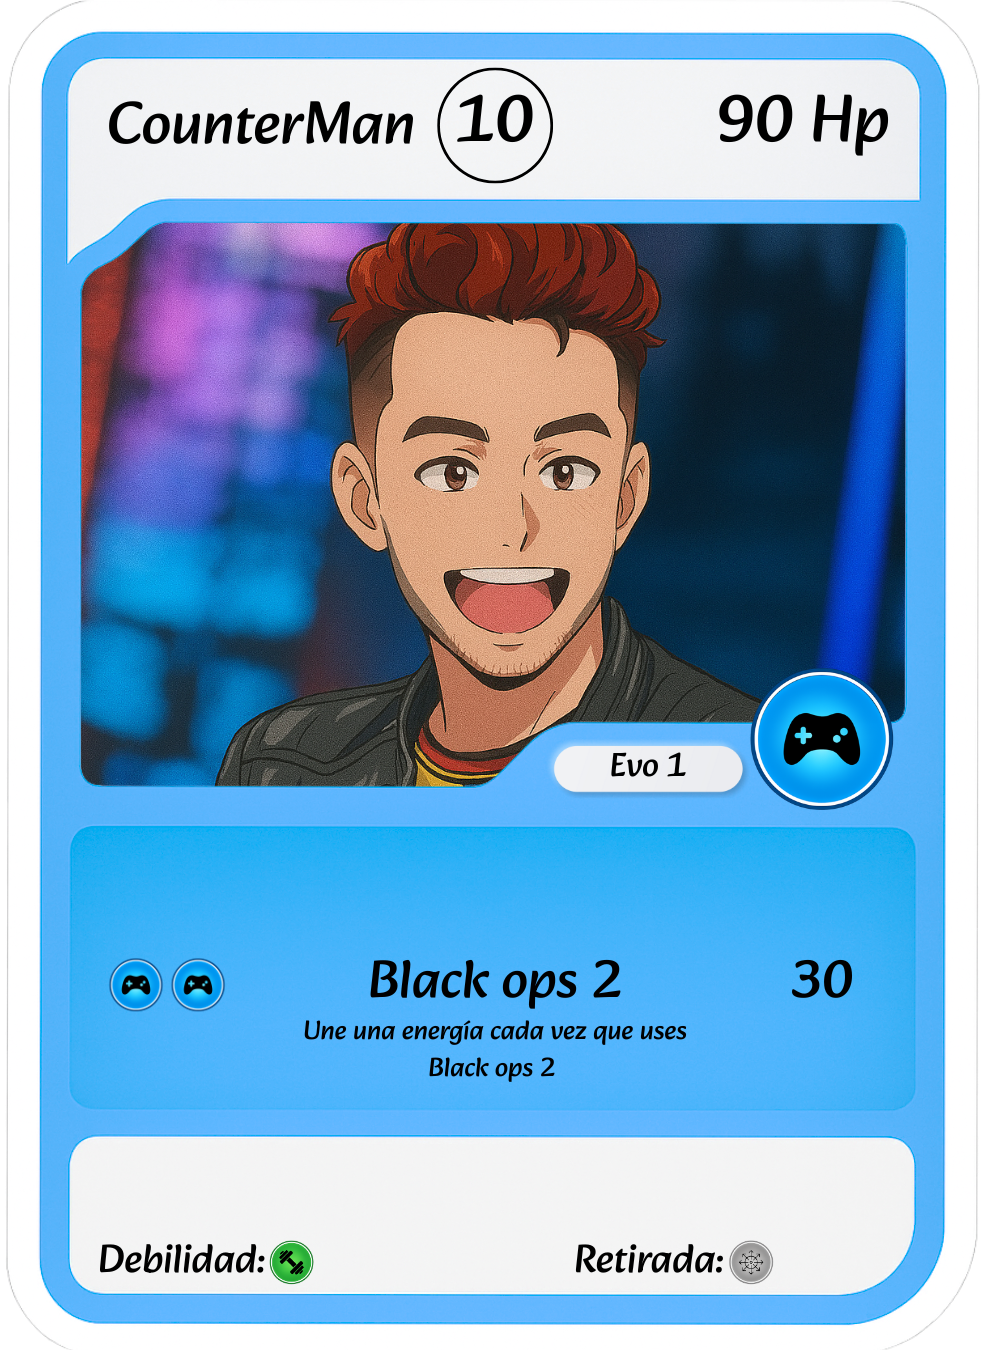 CounterMan 10 90 Hp
Evo 1
Black ops 2 30
Une una energía cada vez que uses
Black ops 2
Debilidad: Retirada: